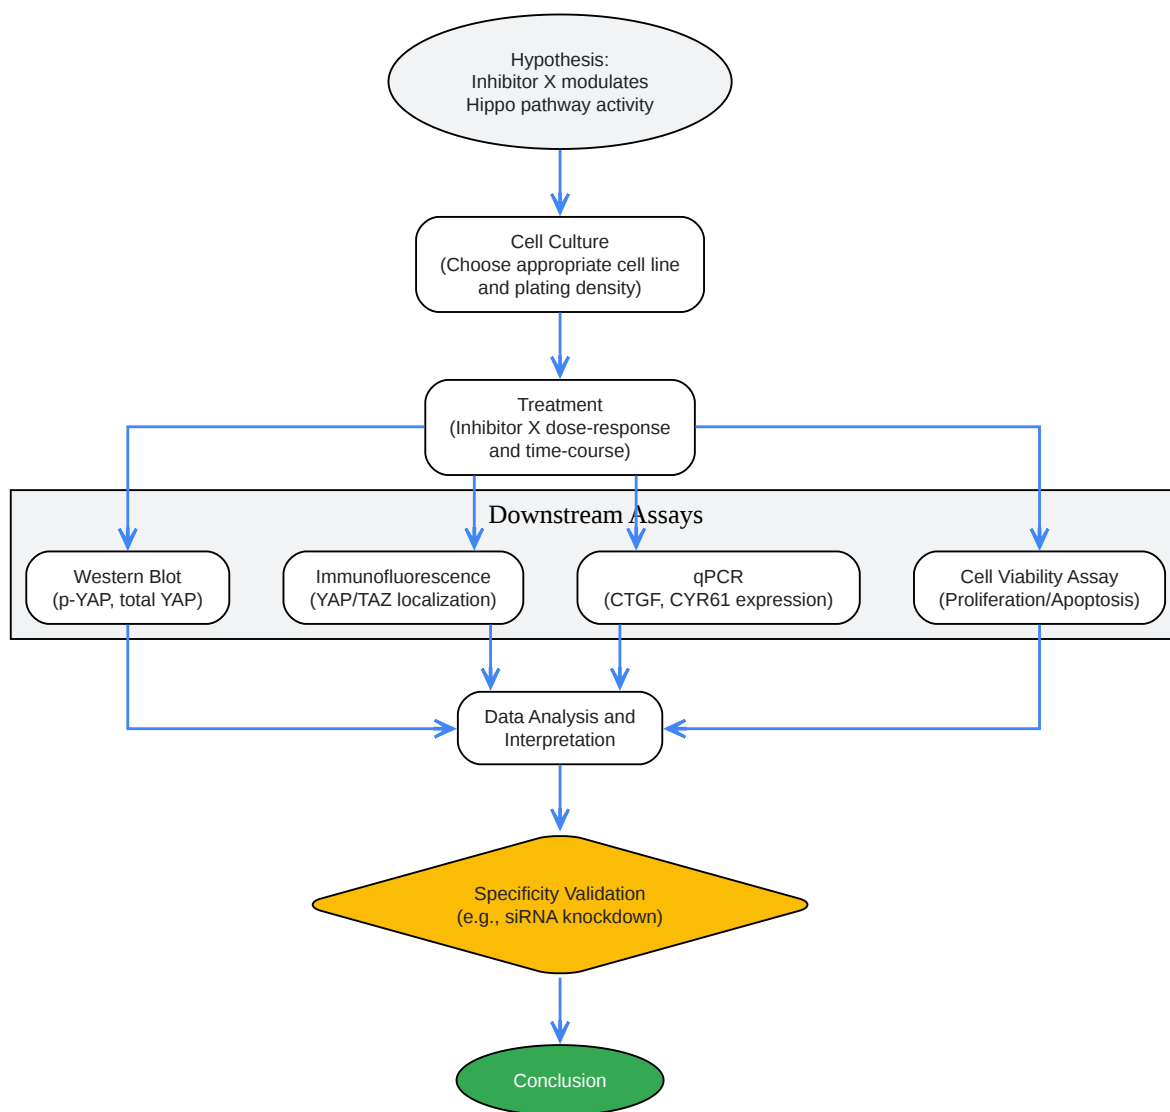 Hypothesis:
Inhibitor X modulates
Hippo pathway activity
Cell Culture
(Choose appropriate cell line
and plating density)
Treatment
(Inhibitor X dose-response
and time-course)
Downstream Assays
Western Blot
(p-YAP, total YAP)
Immunofluorescence
(YAP/TAZ localization)
qPCR
(CTGF, CYR61 expression)
Cell Viability Assay
(Proliferation/Apoptosis)
Data Analysis and
Interpretation
Specificity Validation
(e.g., siRNA knockdown)
Conclusion